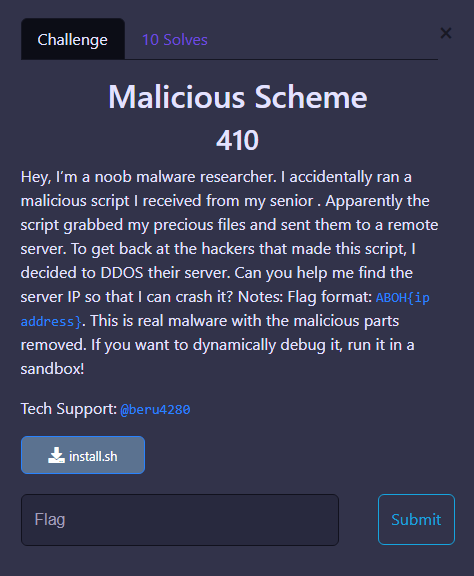 Challenge
10 Solves
×
Malicious Scheme
410
Hey, I’m a noob malware researcher. I accidentally ran a
malicious script I received from my senior . Apparently the
script grabbed my precious files and sent them to a remote
server. To get back at the hackers that made this script, I
decided to DDOS their server. Can you help me find the
server IP so that I can crash it? Notes: Flag format: ABOH{ip
address}. This is real malware with the malicious parts
removed. If you want to dynamically debug it, run it in a
sandbox!
Tech Support: @beru4280
install.sh
Flag
Submit